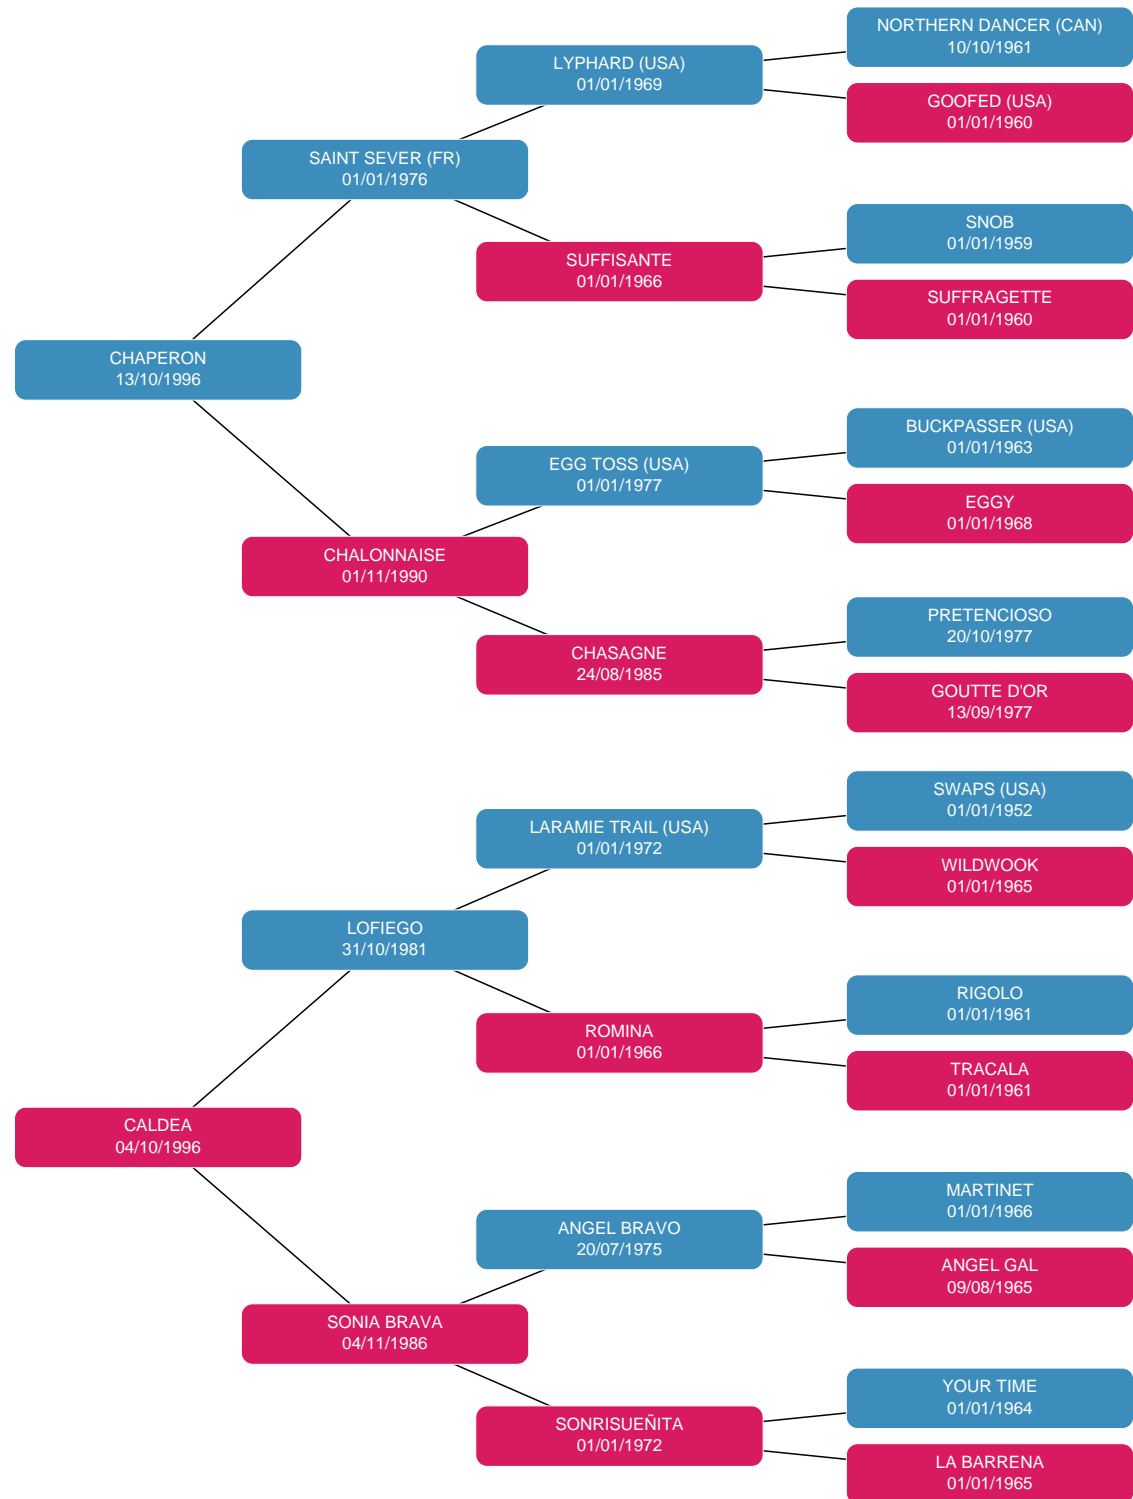 NORTHERN DANCER (CAN)
10/10/1961
LYPHARD (USA)
01/01/1969
GOOFED (USA)
01/01/1960
SAINT SEVER (FR)
01/01/1976
SNOB
01/01/1959
SUFFISANTE
01/01/1966
SUFFRAGETTE
01/01/1960
CHAPERON
13/10/1996
BUCKPASSER (USA)
01/01/1963
EGG TOSS (USA)
01/01/1977
EGGY
01/01/1968
CHALONNAISE
01/11/1990
PRETENCIOSO
20/10/1977
CHASAGNE
24/08/1985
GOUTTE D'OR
13/09/1977
SWAPS (USA)
01/01/1952
LARAMIE TRAIL (USA)
01/01/1972
WILDWOOK
01/01/1965
LOFIEGO
31/10/1981
RIGOLO
01/01/1961
ROMINA
01/01/1966
TRACALA
01/01/1961
CALDEA
04/10/1996
MARTINET
01/01/1966
ANGEL BRAVO
20/07/1975
ANGEL GAL
09/08/1965
SONIA BRAVA
04/11/1986
YOUR TIME
01/01/1964
SONRISUEÑITA
01/01/1972
LA BARRENA
01/01/1965